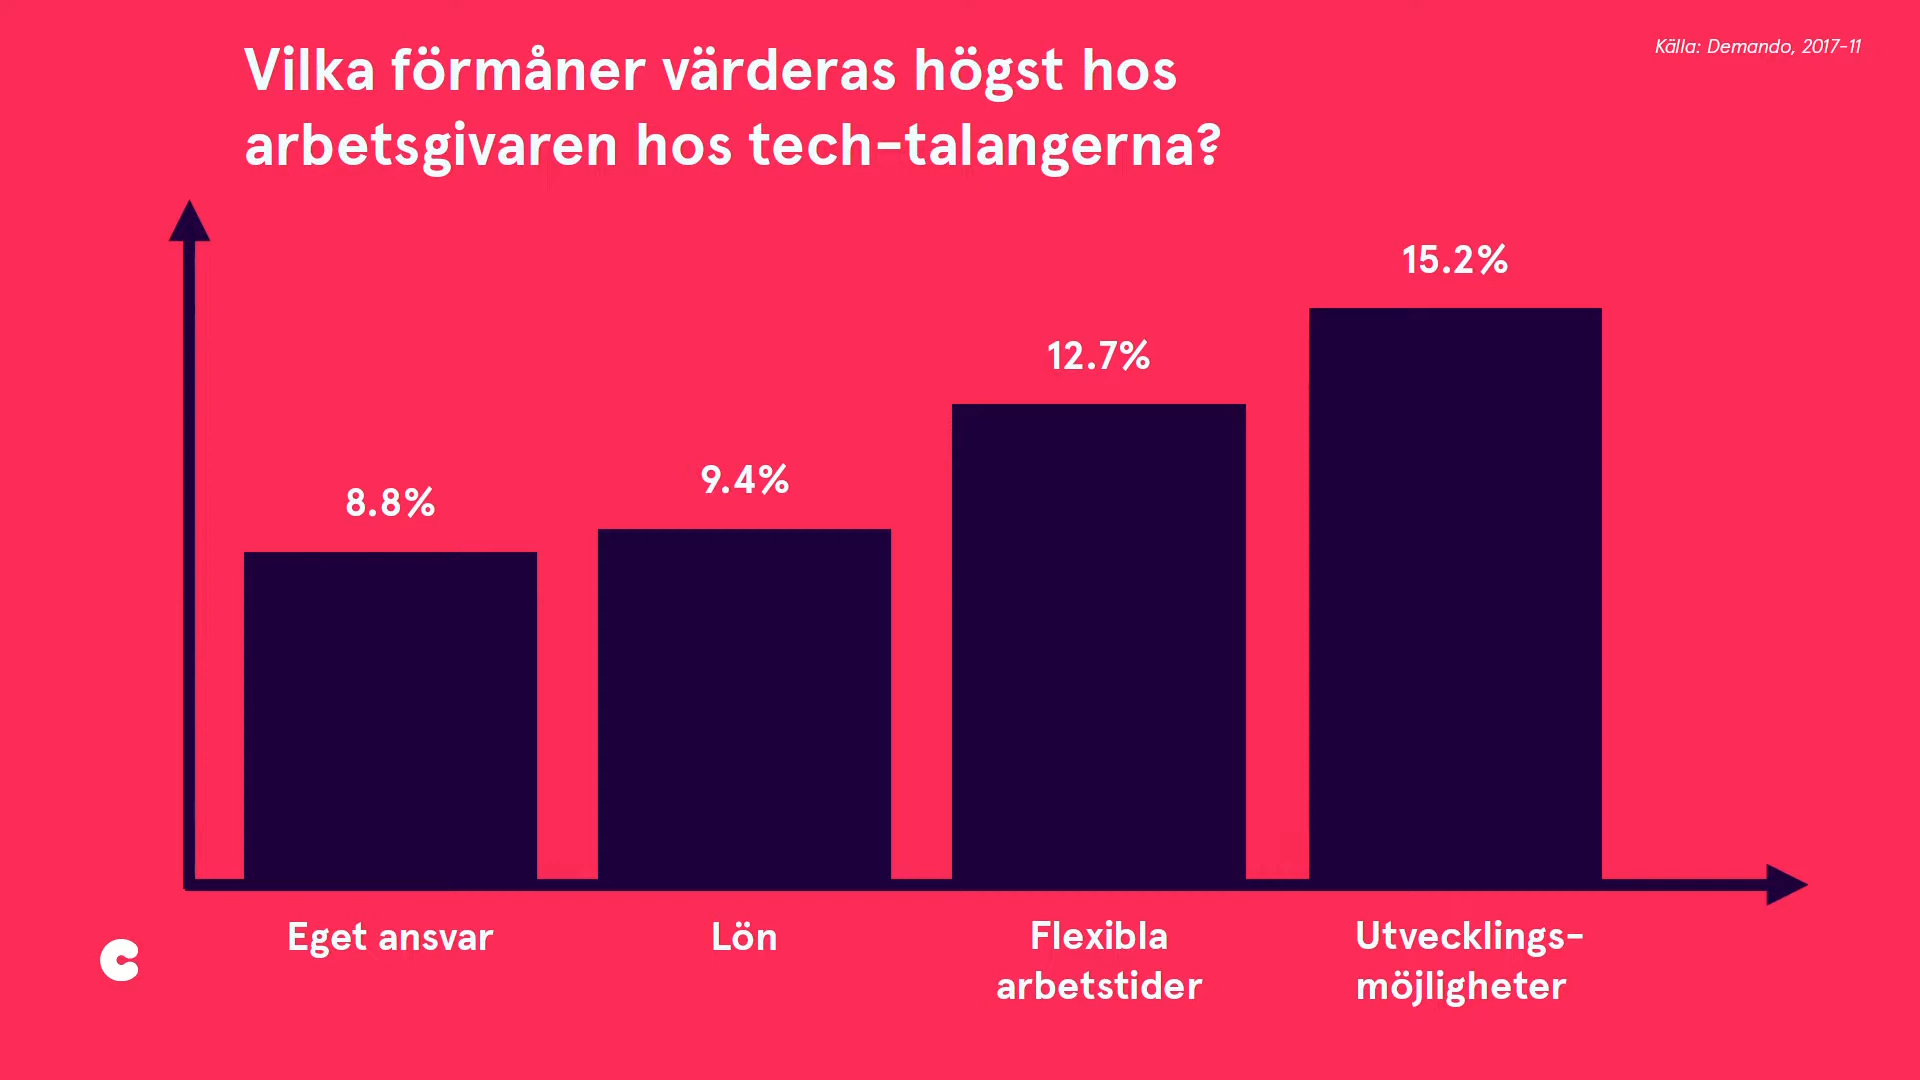 Vilka förmåner värderas högst hos
arbetsgivaren hos tech-talangerna?
Källa: Demando, 2017-11
8.8%
9.4%
12.7%
15.2%
Eget ansvar
Lön
Flexibla
arbetstider
Utvecklings-
möjligheter